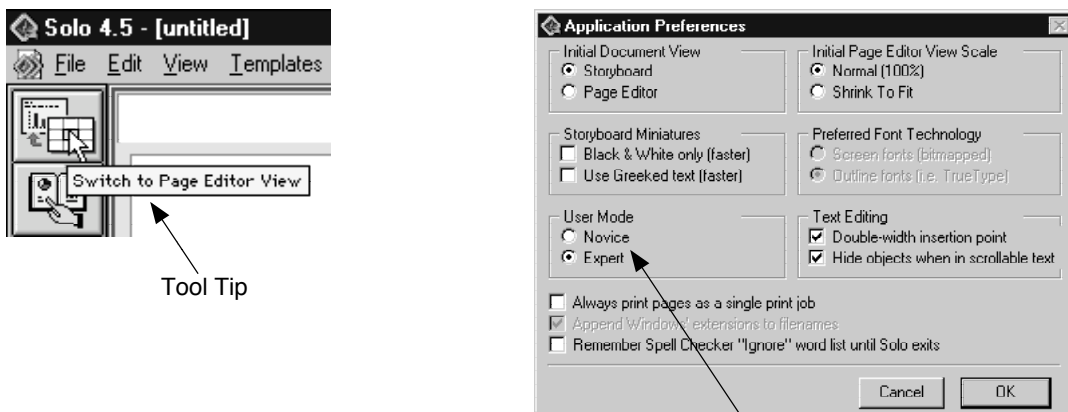 Solo 4.5 - [untitled]
File Edit View Templates
Switch to Page Editor View
Tool Tip
Application Preferences
Initial Document View
Storyboard
Page Editor
Initial Page Editor View Scale
Normal (100%)
Shrink To Fit
Storyboard Miniatures
Black & White only (faster)
Use Greeked text (faster)
Preferred Font Technology
Screen fonts (bitmapped)
Outline fonts (i.e. TrueType)
User Mode
Novice
Expert
Text Editing
Double-width insertion point
Hide objects when in scrollable text
Always print pages as a single print job
Append Windows' extensions to filenames
Remember Spell Checker "Ignore" word list until Solo exits
Cancel OK